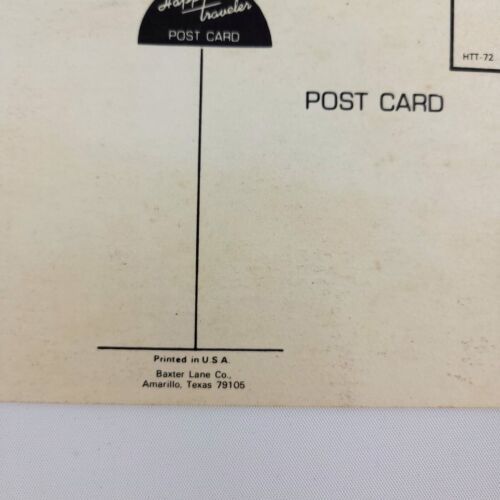 Happy
Traveler
POST CARD
HTT-72
POST CARD
Printed in U.S.A.
Baxter Lane Co.,
Amarillo, Texas 79105